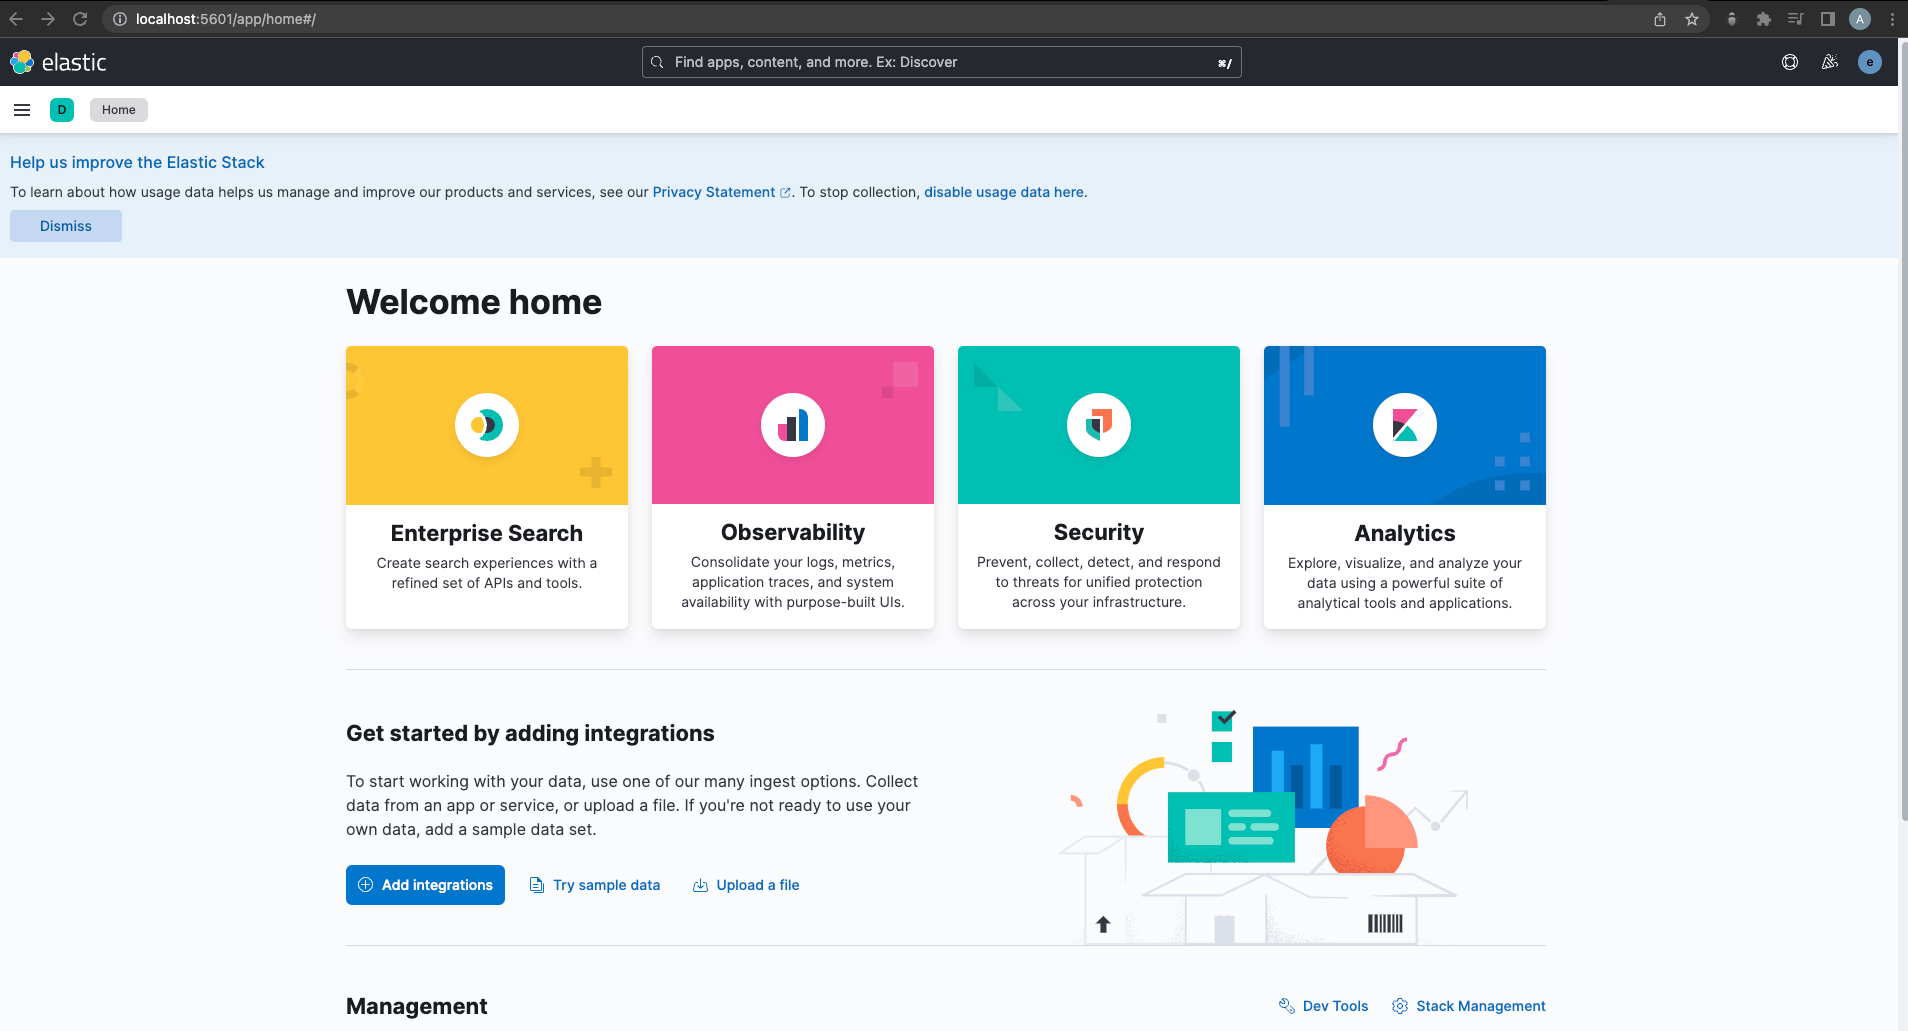 localhost:5601/app/home#/
A
elastic
Find apps, content, and more. Ex: Discover
⌘/
e
D
Home
Help us improve the Elastic Stack
To learn about how usage data helps us manage and improve our products and services, see our Privacy Statement. To stop collection, disable usage data here.
Dismiss
Welcome home
Enterprise Search
Create search experiences with a
refined set of APIs and tools.
Observability
Consolidate your logs, metrics,
application traces, and system
availability with purpose-built UIs.
Security
Prevent, collect, detect, and respond
to threats for unified protection
across your infrastructure.
Analytics
Explore, visualize, and analyze your
data using a powerful suite of
analytical tools and applications.
Get started by adding integrations
To start working with your data, use one of our many ingest options. Collect
data from an app or service, or upload a file. If you're not ready to use your
own data, add a sample data set.
Add integrations
Try sample data
Upload a file
Management
Dev Tools
Stack Management